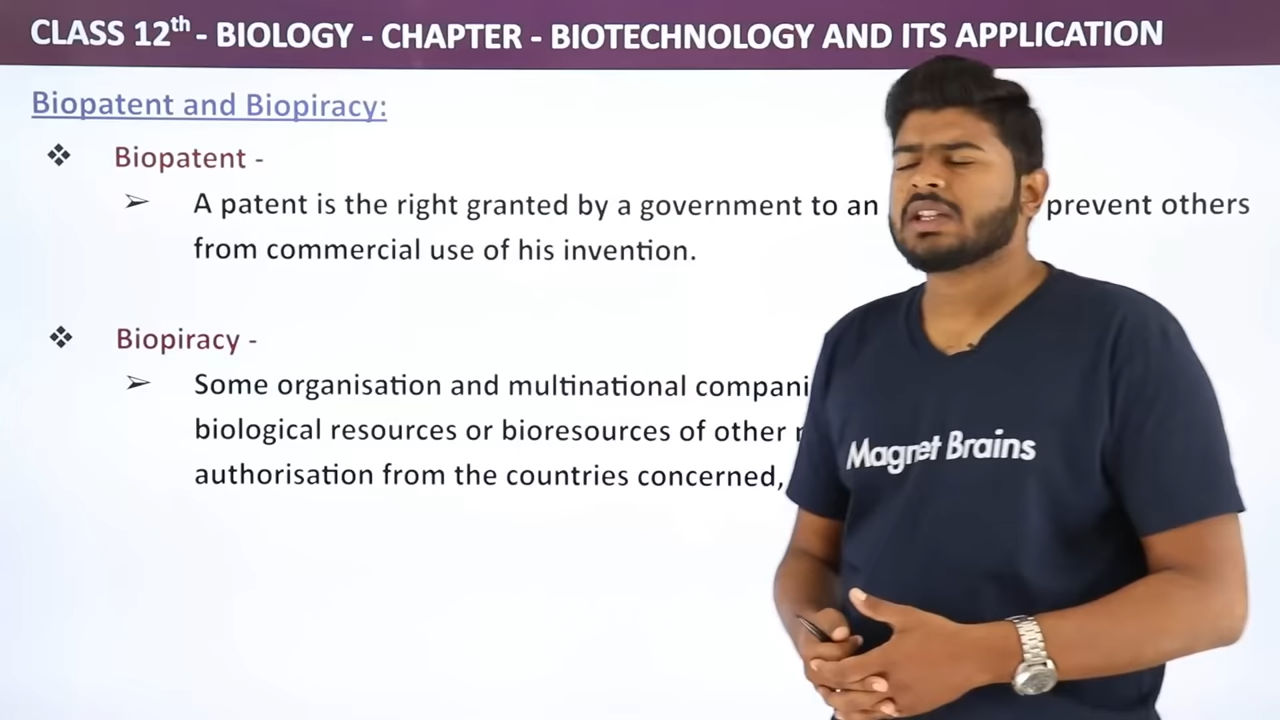 CLASS 12th - BIOLOGY - CHAPTER - BIOTECHNOLOGY AND ITS APPLICATION
Biopatent and Biopiracy:
❖ Biopatent -
➢ A patent is the right granted by a government to an prevent others
from commercial use of his invention.
❖ Biopiracy -
➢ Some organisation and multinational
biological resources or bioresources of other
authorisation from the countries concerned,
Magnet Brains